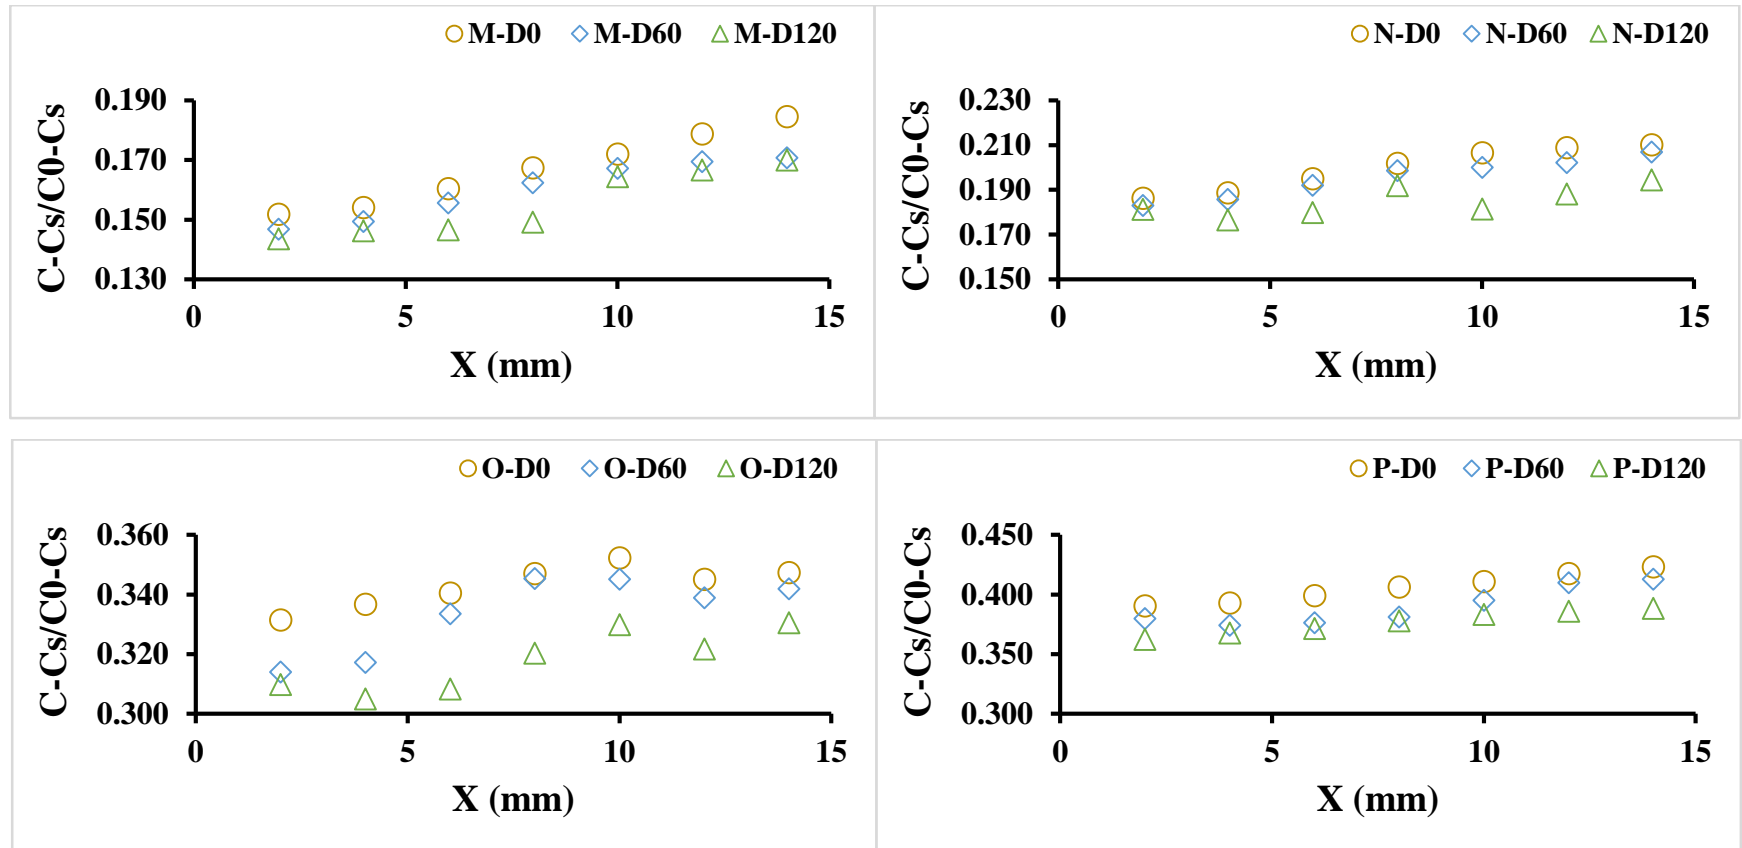 M-D0 M-D60 M-D120
C-Cs/C0-Cs
0.190
0.170
0.150
0.130
0 5 10 15
X (mm)
N-D0 N-D60 N-D120
C-Cs/C0-Cs
0.230
0.210
0.190
0.170
0.150
0 5 10 15
X (mm)
O-D0 O-D60 O-D120
C-Cs/C0-Cs
0.360
0.340
0.320
0.300
0 5 10 15
X (mm)
P-D0 P-D60 P-D120
C-Cs/C0-Cs
0.450
0.400
0.350
0.300
0 5 10 15
X (mm)